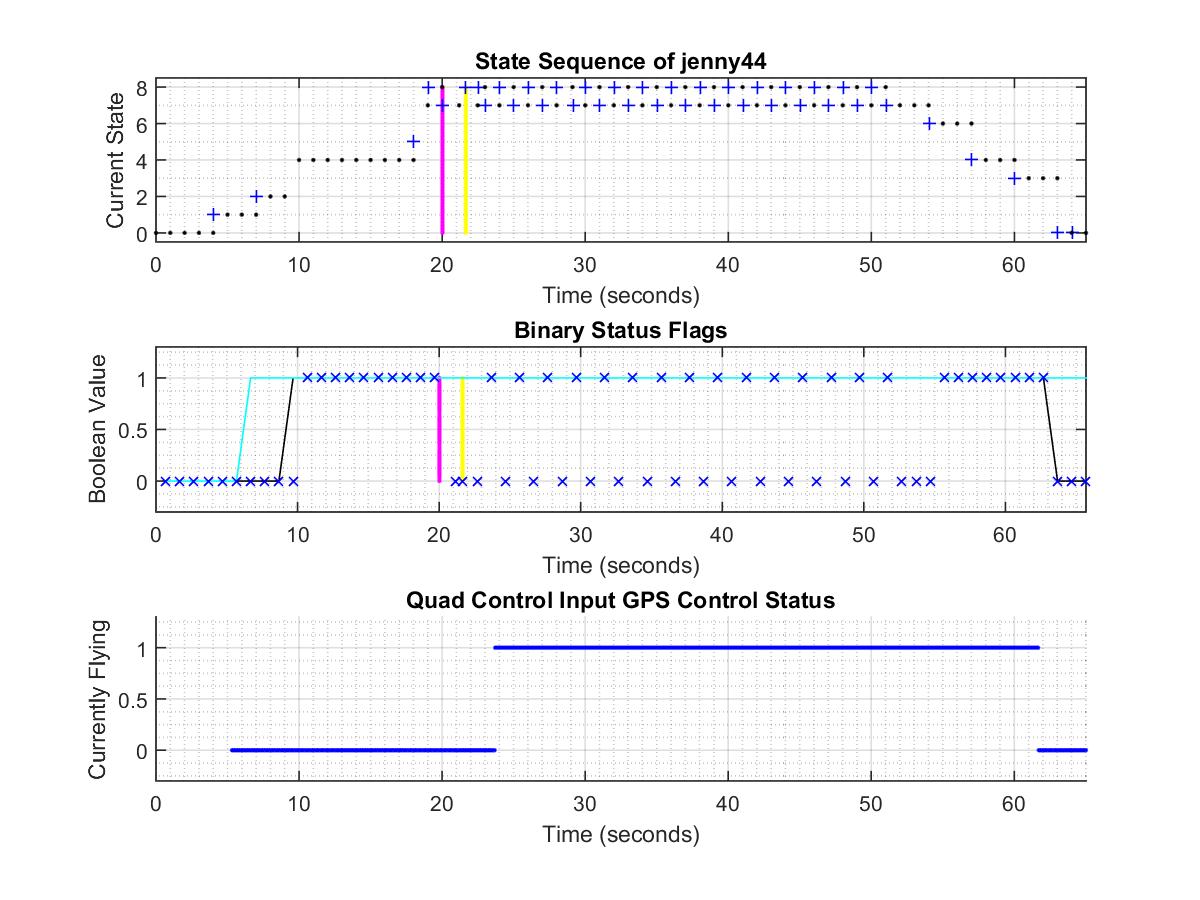 State Sequence of jenny44
Current State
8
6
4
2
0
0 10 20 30 40 50 60
Time (seconds)
Binary Status Flags
Boolean Value
1
0.5
0
0 10 20 30 40 50 60
Time (seconds)
Quad Control Input GPS Control Status
Currently Flying
1
0.5
0
0 10 20 30 40 50 60
Time (seconds)